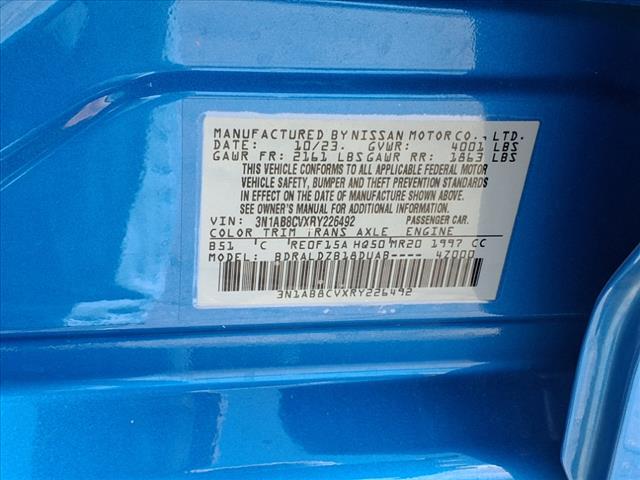 MANUFACTURED BY NISSAN MOTOR CO., LTD.
DATE: 10/23. GVWR: 4001 LBS
GAWR FR: 2161 LBS GAWR RR: 1863 LBS
THIS VEHICLE CONFORMS TO ALL APPLICABLE FEDERAL MOTOR
VEHICLE SAFETY, BUMPER AND THEFT PREVENTION STANDARDS
IN EFFECT ON THE DATE OF MANUFACTURE SHOWN ABOVE.
SEE OWNER'S MANUAL FOR ADDITIONAL INFORMATION.
VIN: 3N1AB8CVXRY226492 PASSENGER CAR.
COLOR TRIM TRANS AXLE ENGINE
B51 C RE0F15A HQ50 MR20 1997 CC
MODEL: BDRALDZB18DUAB---- 4Z000
3N1AB8CVXRY226492